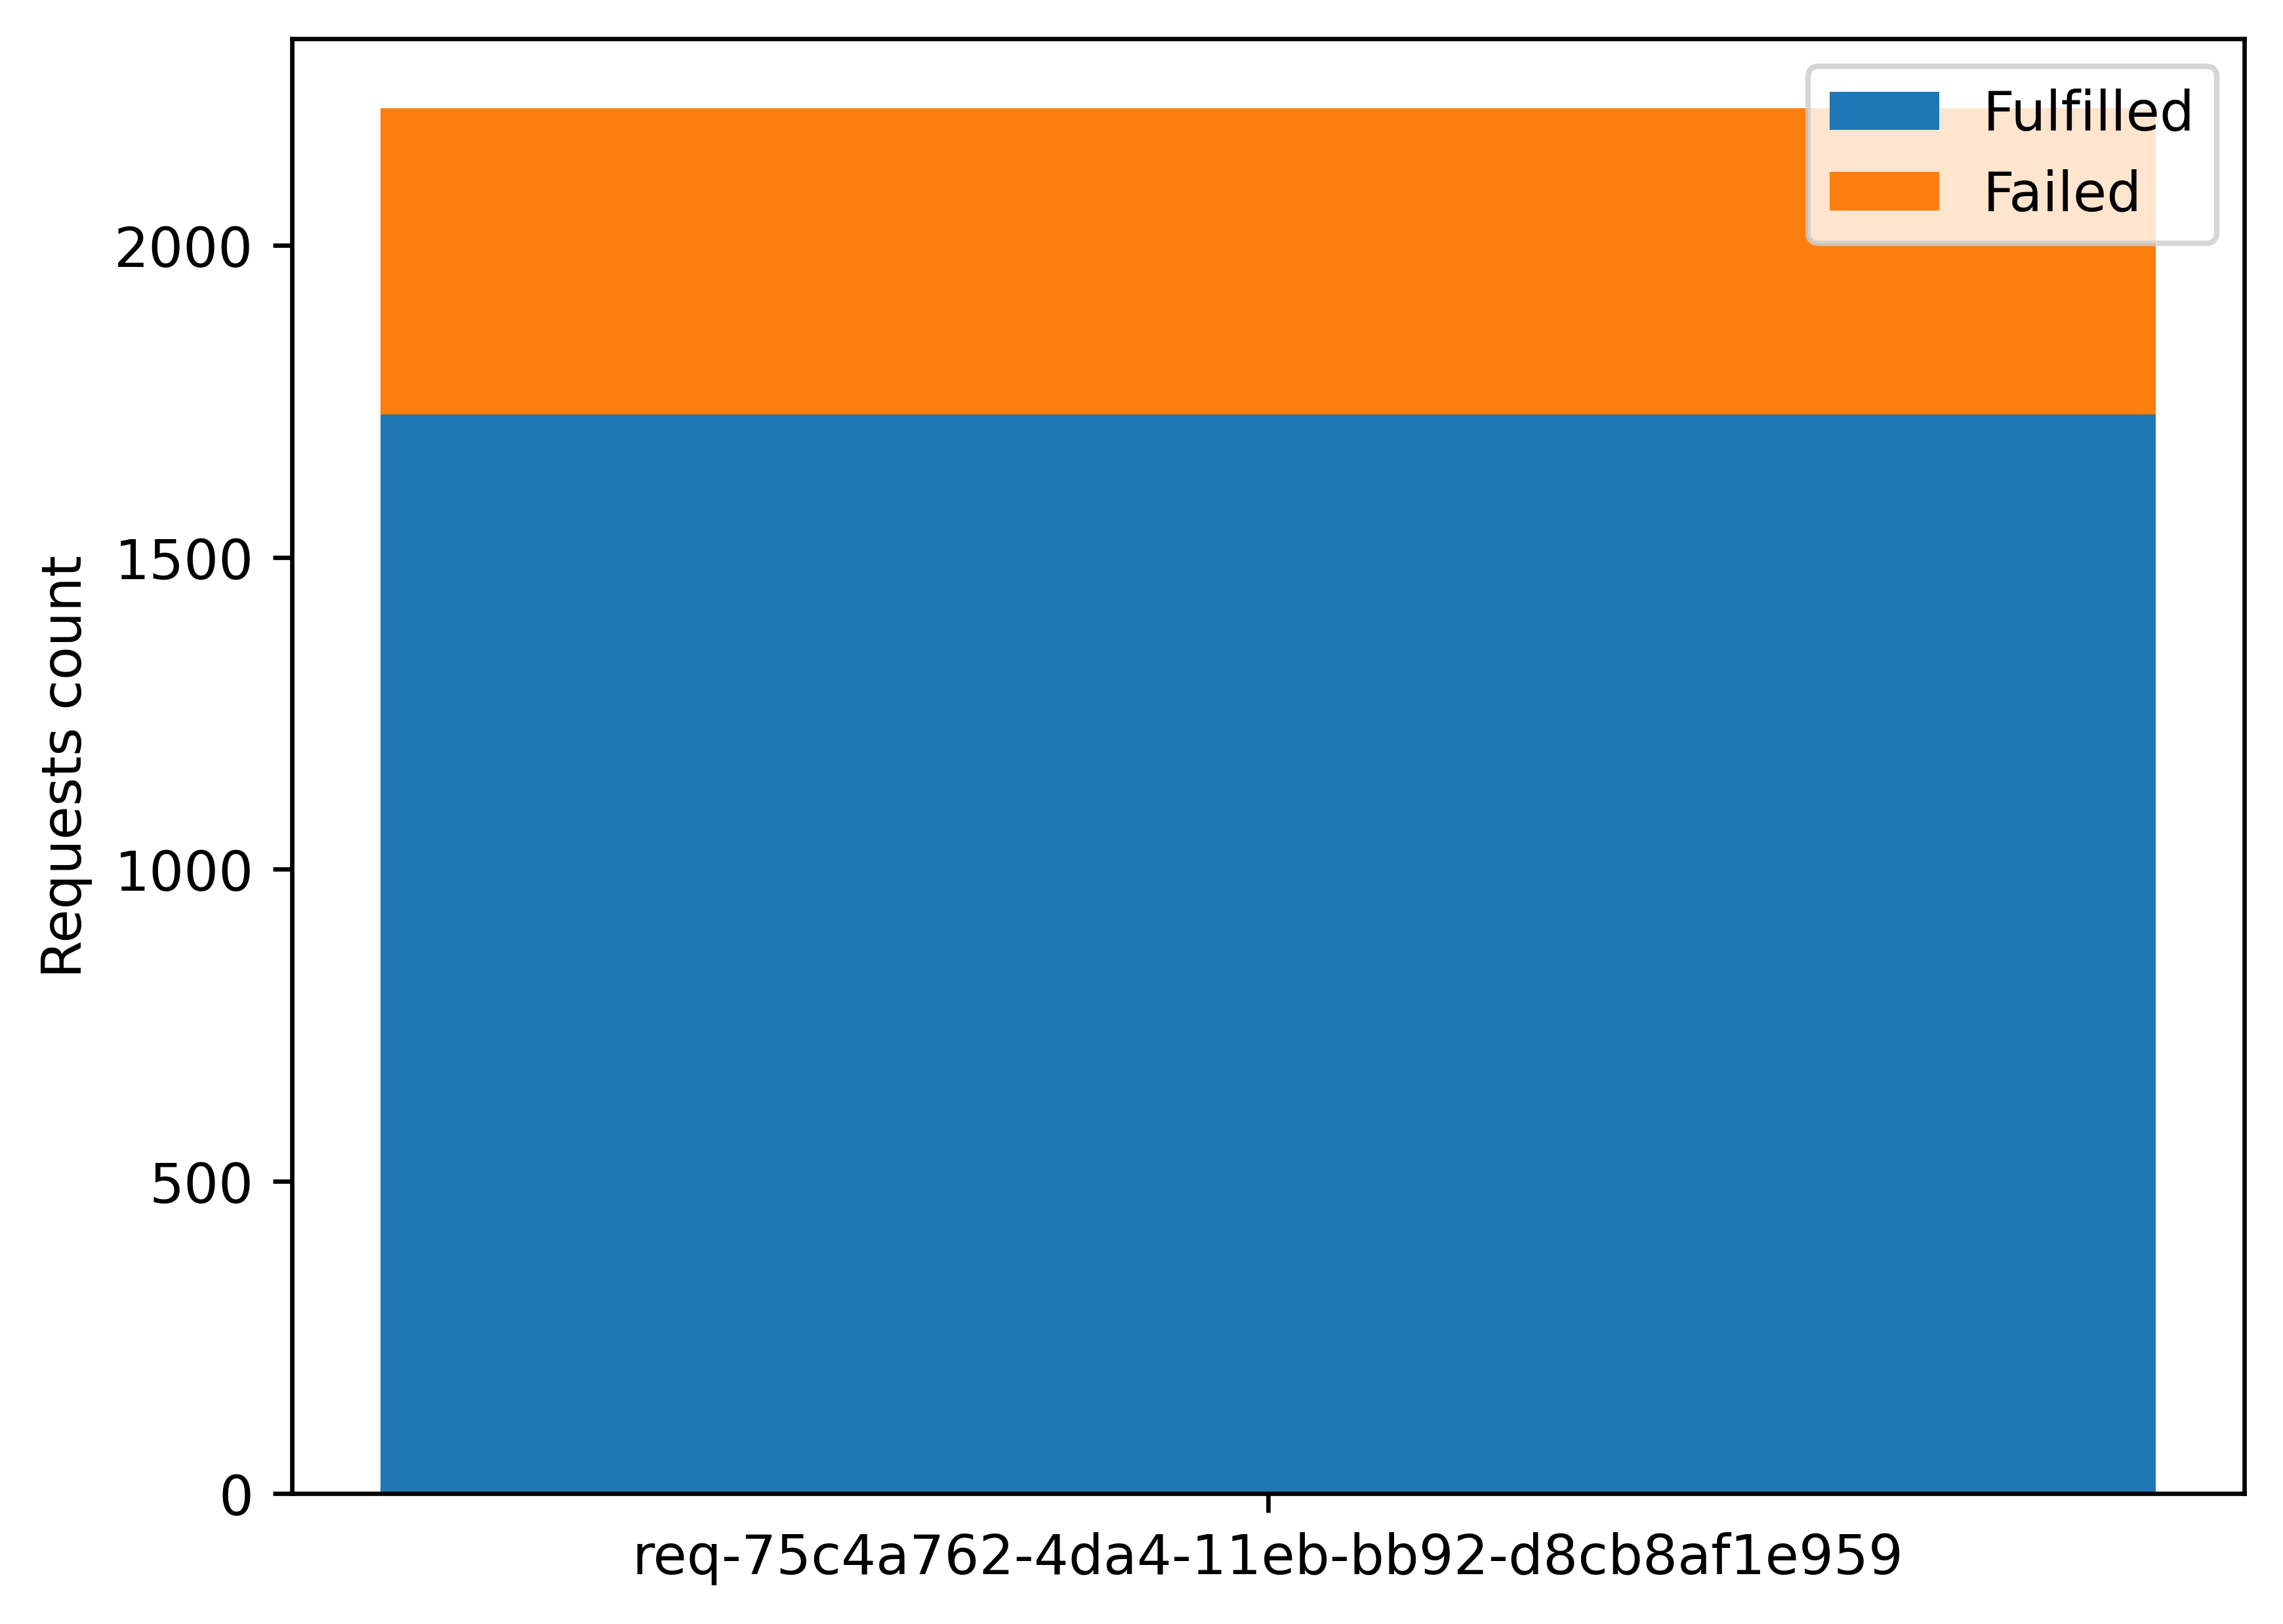 Fulfilled
Failed
2000
1500
1000
500
0
Requests count
req-75c4a762-4da4-11eb-bb92-d8cb8af1e959